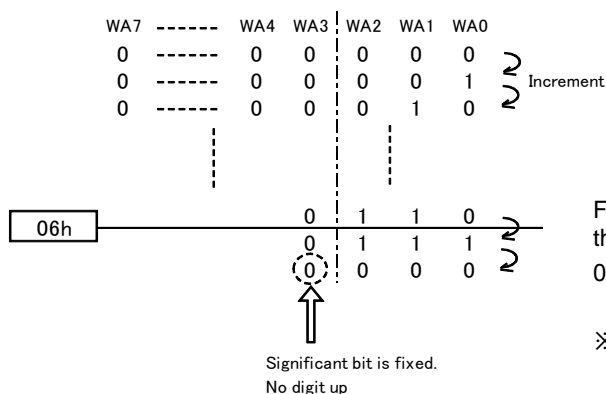 WA7 ------- WA4 WA3 WA2 WA1 WA0
0 ------- 0 0 0 0 0
0 ------- 0 0 0 0 1
Increment
0 ------- 0 0 0 1 0
0 1 1 0
06h
0 1 1 1
0 0 0 0
Significant bit is fixed.
No digit up
F
th
0
※